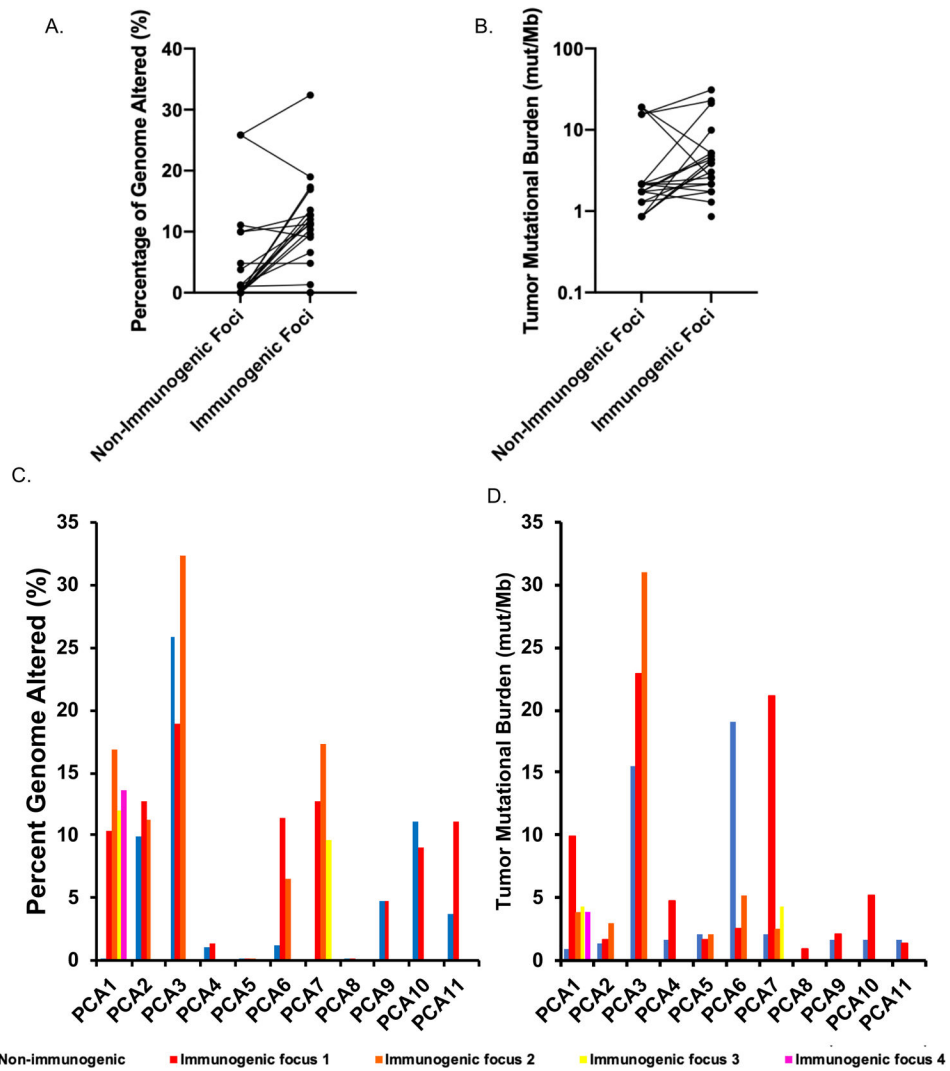 A.
Percentage of Genome Altered (%)
40
30
20
10
0
Non-Immunogenic Foci
Immunogenic Foci
B.
Tumor Mutational Burden (mut/Mb)
100
10
1
0.1
Non-Immunogenic Foci
Immunogenic Foci
C.
Percent Genome Altered (%)
35
30
25
20
15
10
5
0
PCA1
PCA2
PCA3
PCA4
PCA5
PCA6
PCA7
PCA8
PCA9
PCA10
PCA11
D.
Tumor Mutational Burden (mut/Mb)
35
30
25
20
15
10
5
0
PCA1
PCA2
PCA3
PCA4
PCA5
PCA6
PCA7
PCA8
PCA9
PCA10
PCA11
Non-immunogenic Immunogenic focus 1 Immunogenic focus 2 Immunogenic focus 3 Immunogenic focus 4